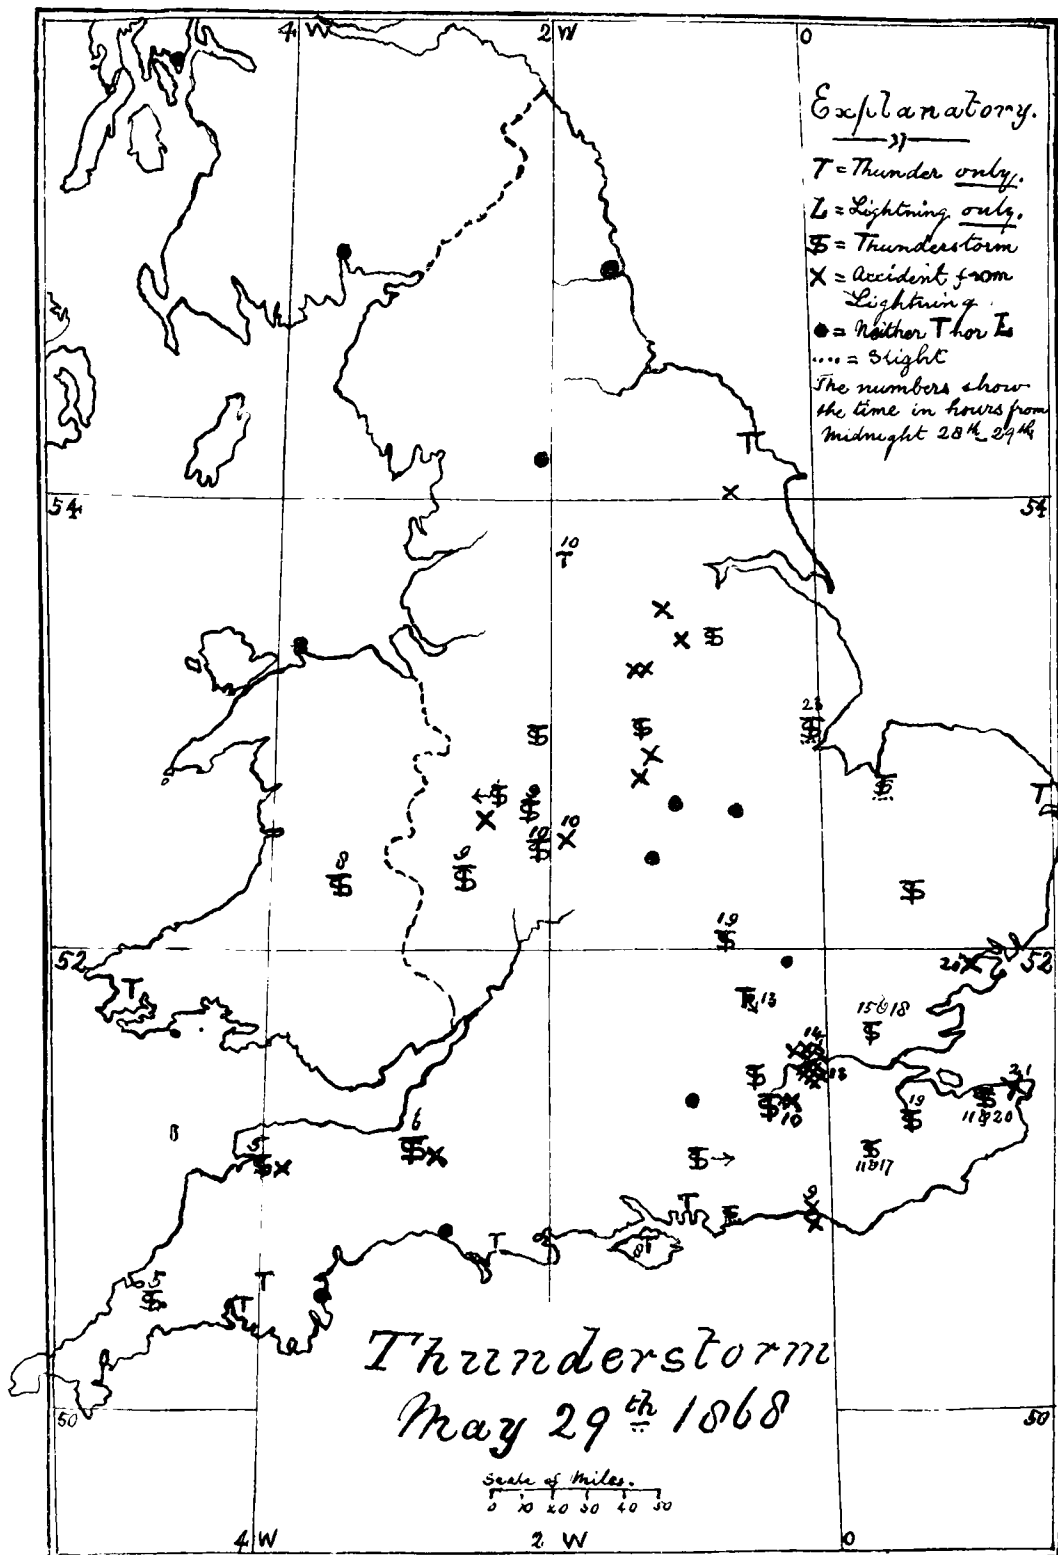 4 W 2 W 0
Explanatory.
T = Thunder only.
L = Lightning only.
= Thunderstorm
X = Accident from
Lightning.
● = Neither T nor L
.... = Slight
The numbers show
the time in hours from
Midnight 28th_29th
T
54 54
10
T
23
T
10 10
8 9
19
52 52
T
20
13
15&18
14
13
21
19
10
11&20
6
5
11&17
9
T
T
8 T
5 T
T
Thunderstorm
May 29th 1868
50 50
Scale of Miles.
0 10 20 30 40 50
4 W 2 W 0